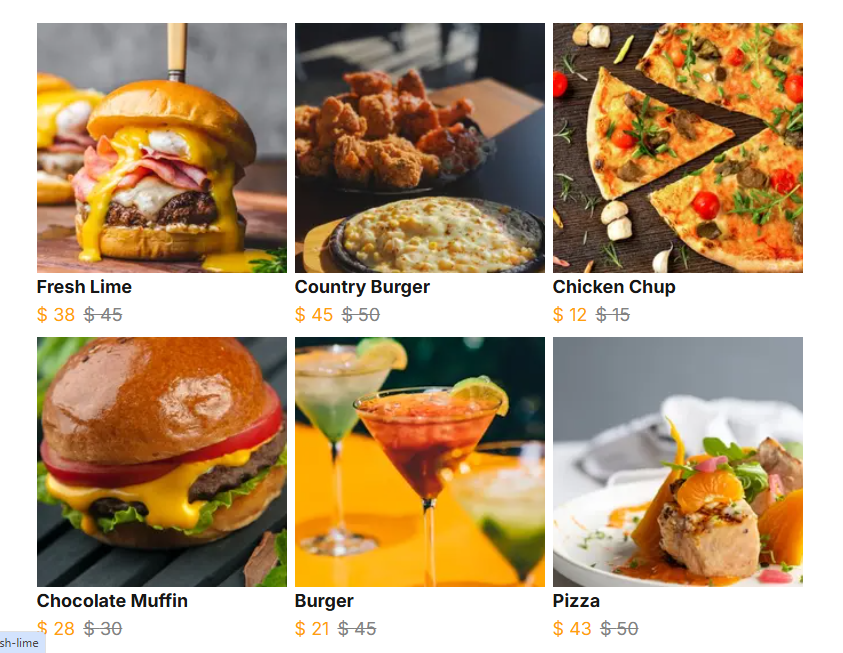 Fresh Lime
$ 38 $ 45
Country Burger
$ 45 $ 50
Chicken Chup
$ 12 $ 15
Chocolate Muffin
$ 28 $ 30
Burger
$ 21 $ 45
Pizza
$ 43 $ 50
sh-lime